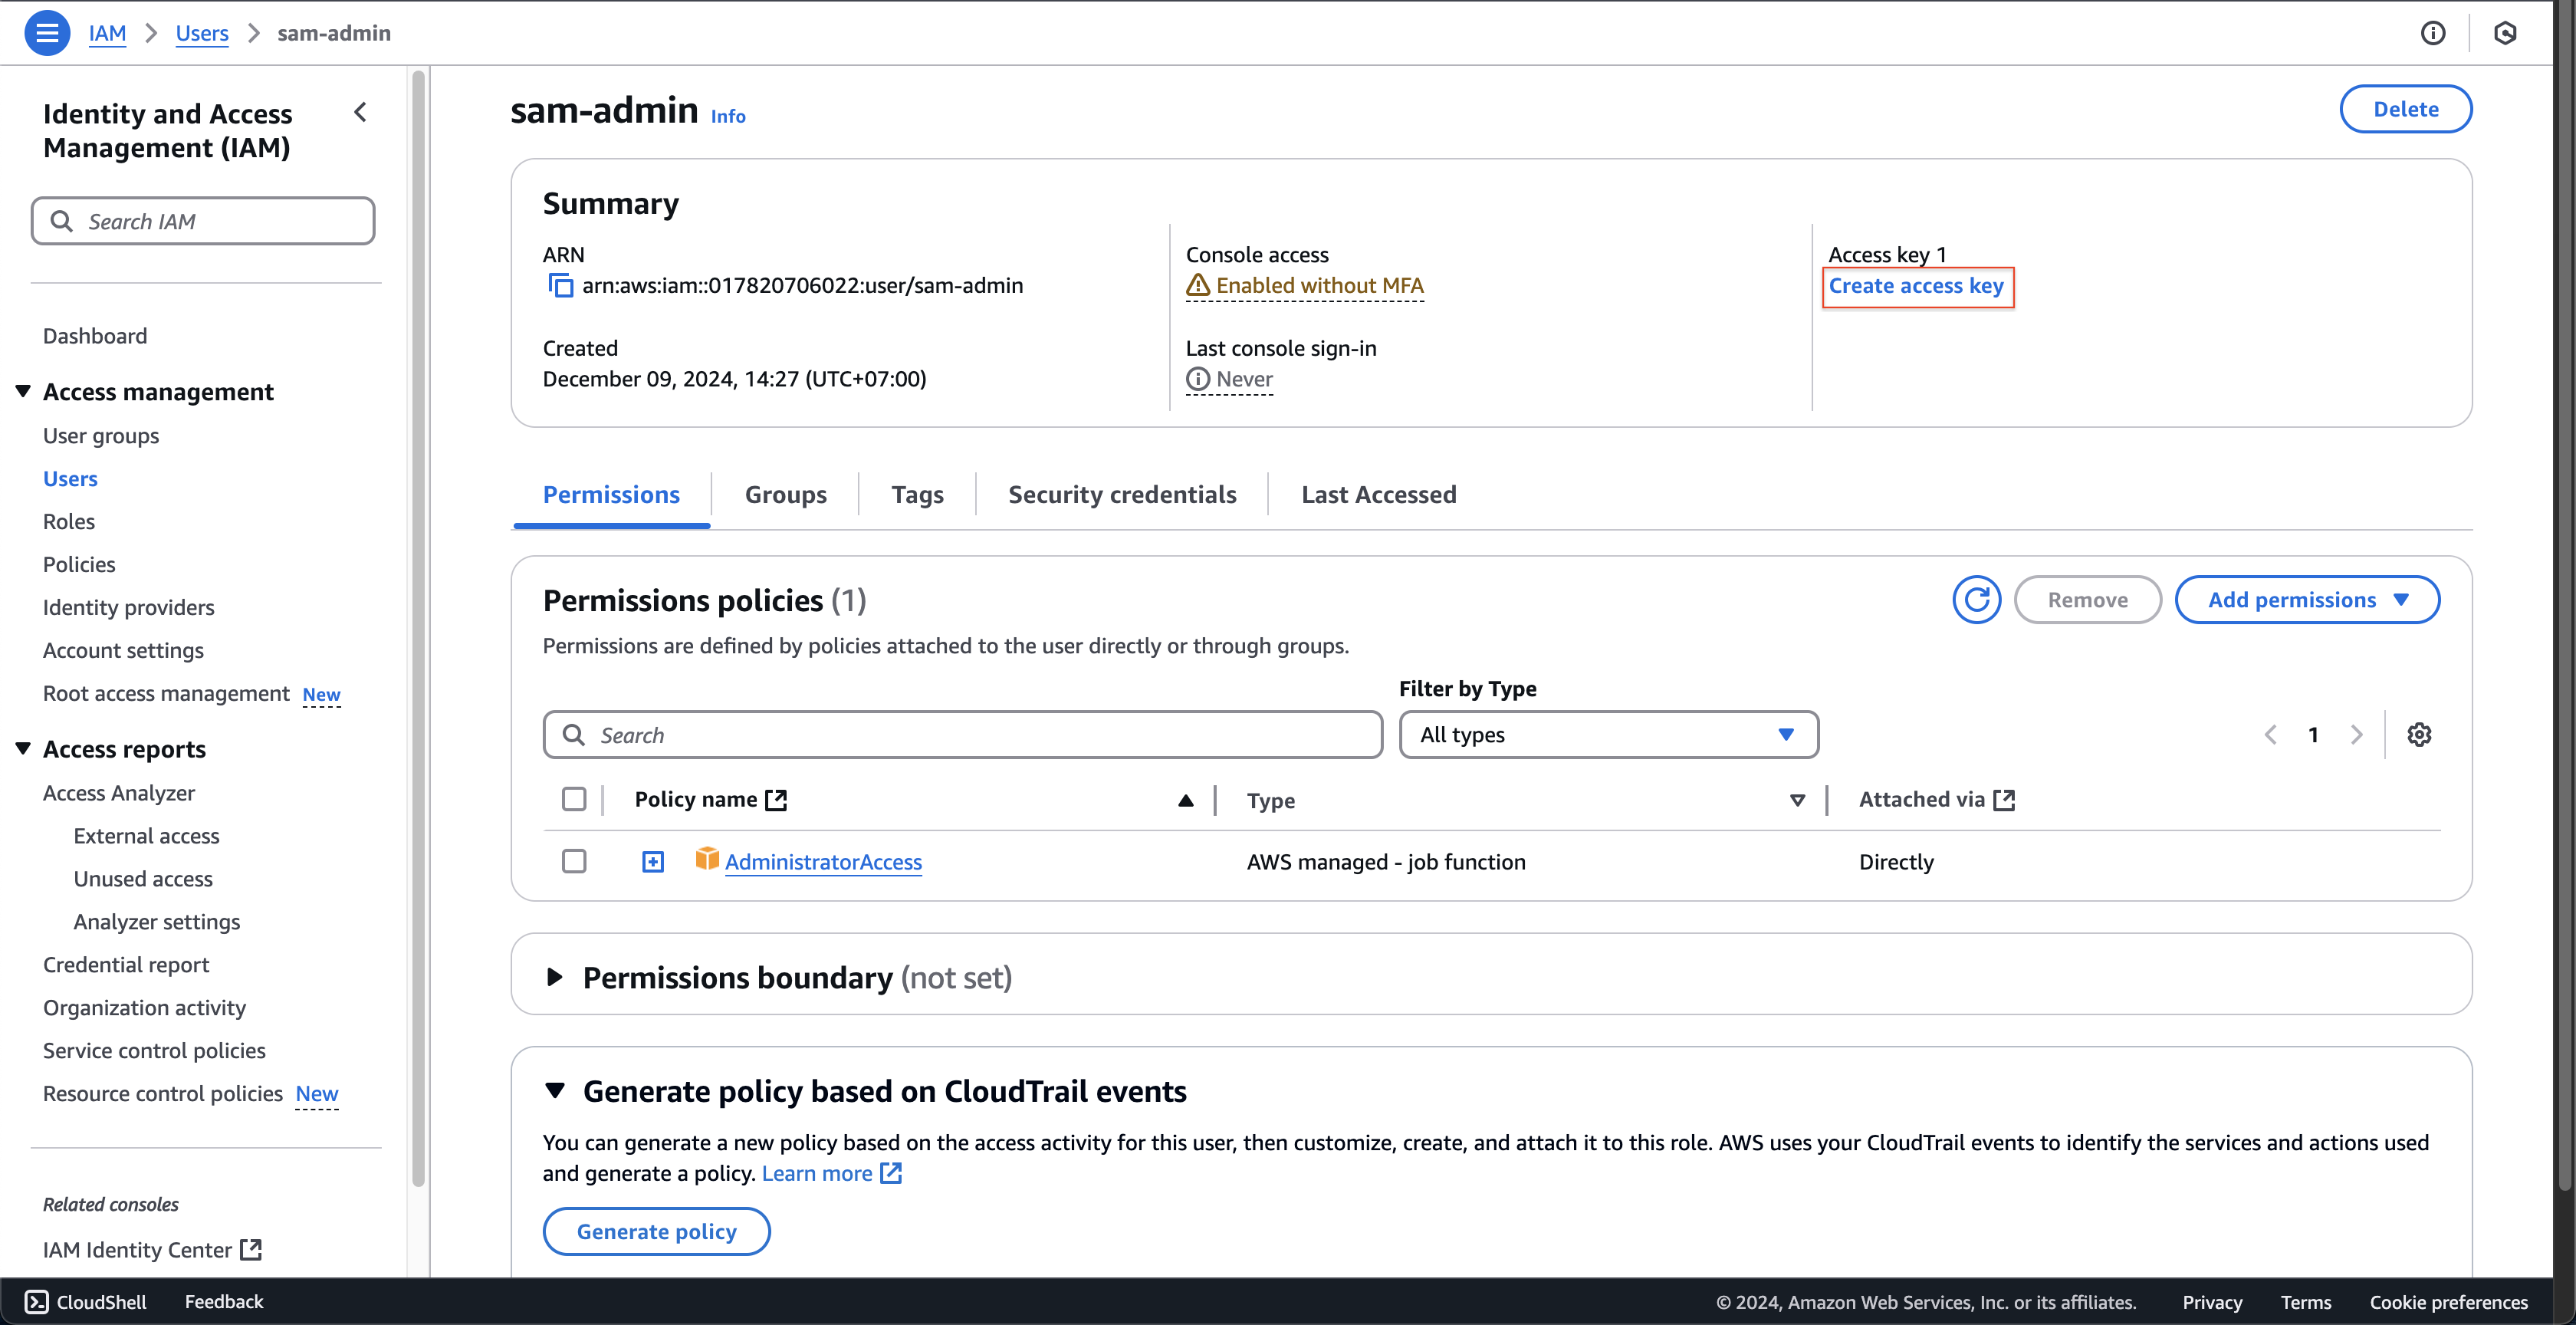 IAM > Users > sam-admin
Identity and Access
Management (IAM)
Search IAM
Dashboard
Access management
User groups
Users
Roles
Policies
Identity providers
Account settings
Root access management New
Access reports
Access Analyzer
External access
Unused access
Analyzer settings
Credential report
Organization activity
Service control policies
Resource control policies New
Related consoles
IAM Identity Center
sam-admin Info
Delete
Summary
ARN
arn:aws:iam::017820706022:user/sam-admin
Created
December 09, 2024, 14:27 (UTC+07:00)
Console access
Enabled without MFA
Last console sign-in
Never
Access key 1
Create access key
Permissions Groups Tags Security credentials Last Accessed
Permissions policies (1)
Remove Add permissions
Permissions are defined by policies attached to the user directly or through groups.
Filter by Type
Search All types 1
Policy name Type Attached via
AdministratorAccess AWS managed - job function Directly
Permissions boundary (not set)
Generate policy based on CloudTrail events
You can generate a new policy based on the access activity for this user, then customize, create, and attach it to this role. AWS uses your CloudTrail events to identify the services and actions used
and generate a policy. Learn more
Generate policy
CloudShell Feedback © 2024, Amazon Web Services, Inc. or its affiliates. Privacy Terms Cookie preferences